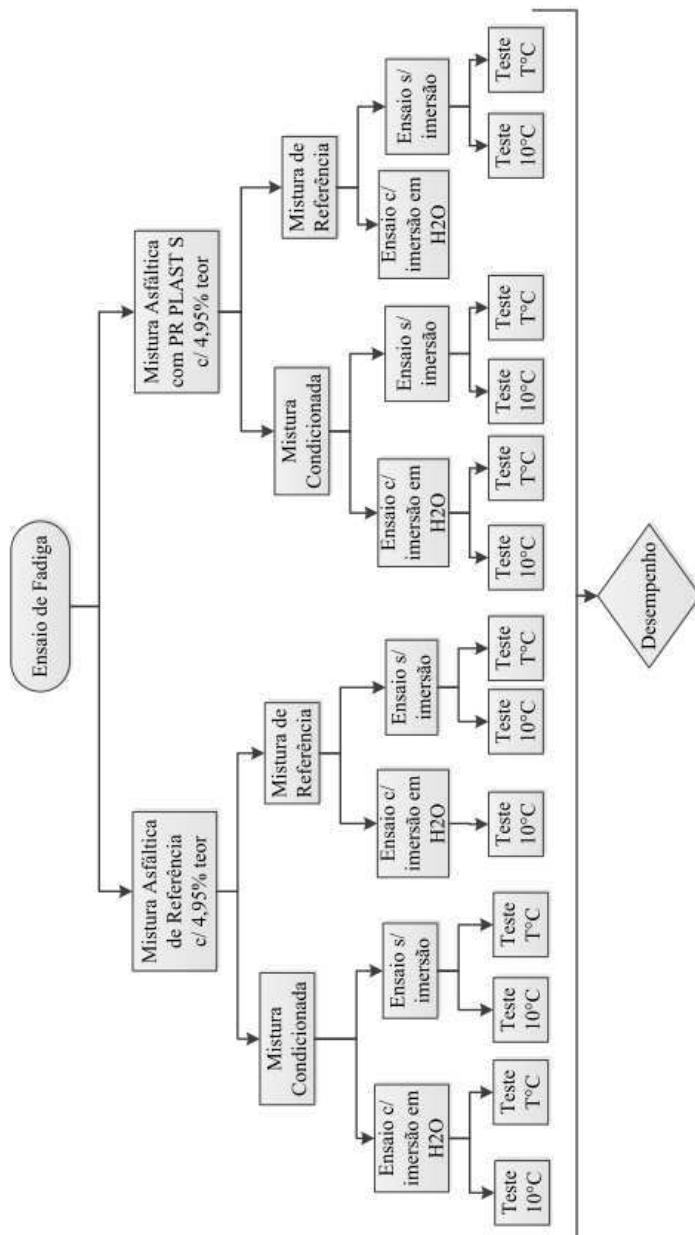 Ensaio de Fadiga
Mistura Asfáltica
de Referência
c/ 4,95% teor
Mistura Asfáltica
com PR PLAST S
c/ 4,95% teor
Mistura
Condicionada
Mistura de
Referência
Mistura
Condicionada
Mistura de
Referência
Ensaio c/
imersão em
H2O
Ensaio s/
imersão
Ensaio c/
imersão em
H2O
Ensaio s/
imersão
Ensaio c/
imersão em
H2O
Ensaio s/
imersão
Ensaio c/
imersão em
H2O
Ensaio s/
imersão
Teste
10°C
Teste
T°C
Teste
10°C
Teste
T°C
Teste
10°C
Teste
10°C
Teste
T°C
Teste
10°C
Teste
T°C
Teste
10°C
Teste
T°C
Teste
10°C
Teste
T°C
Desempenho